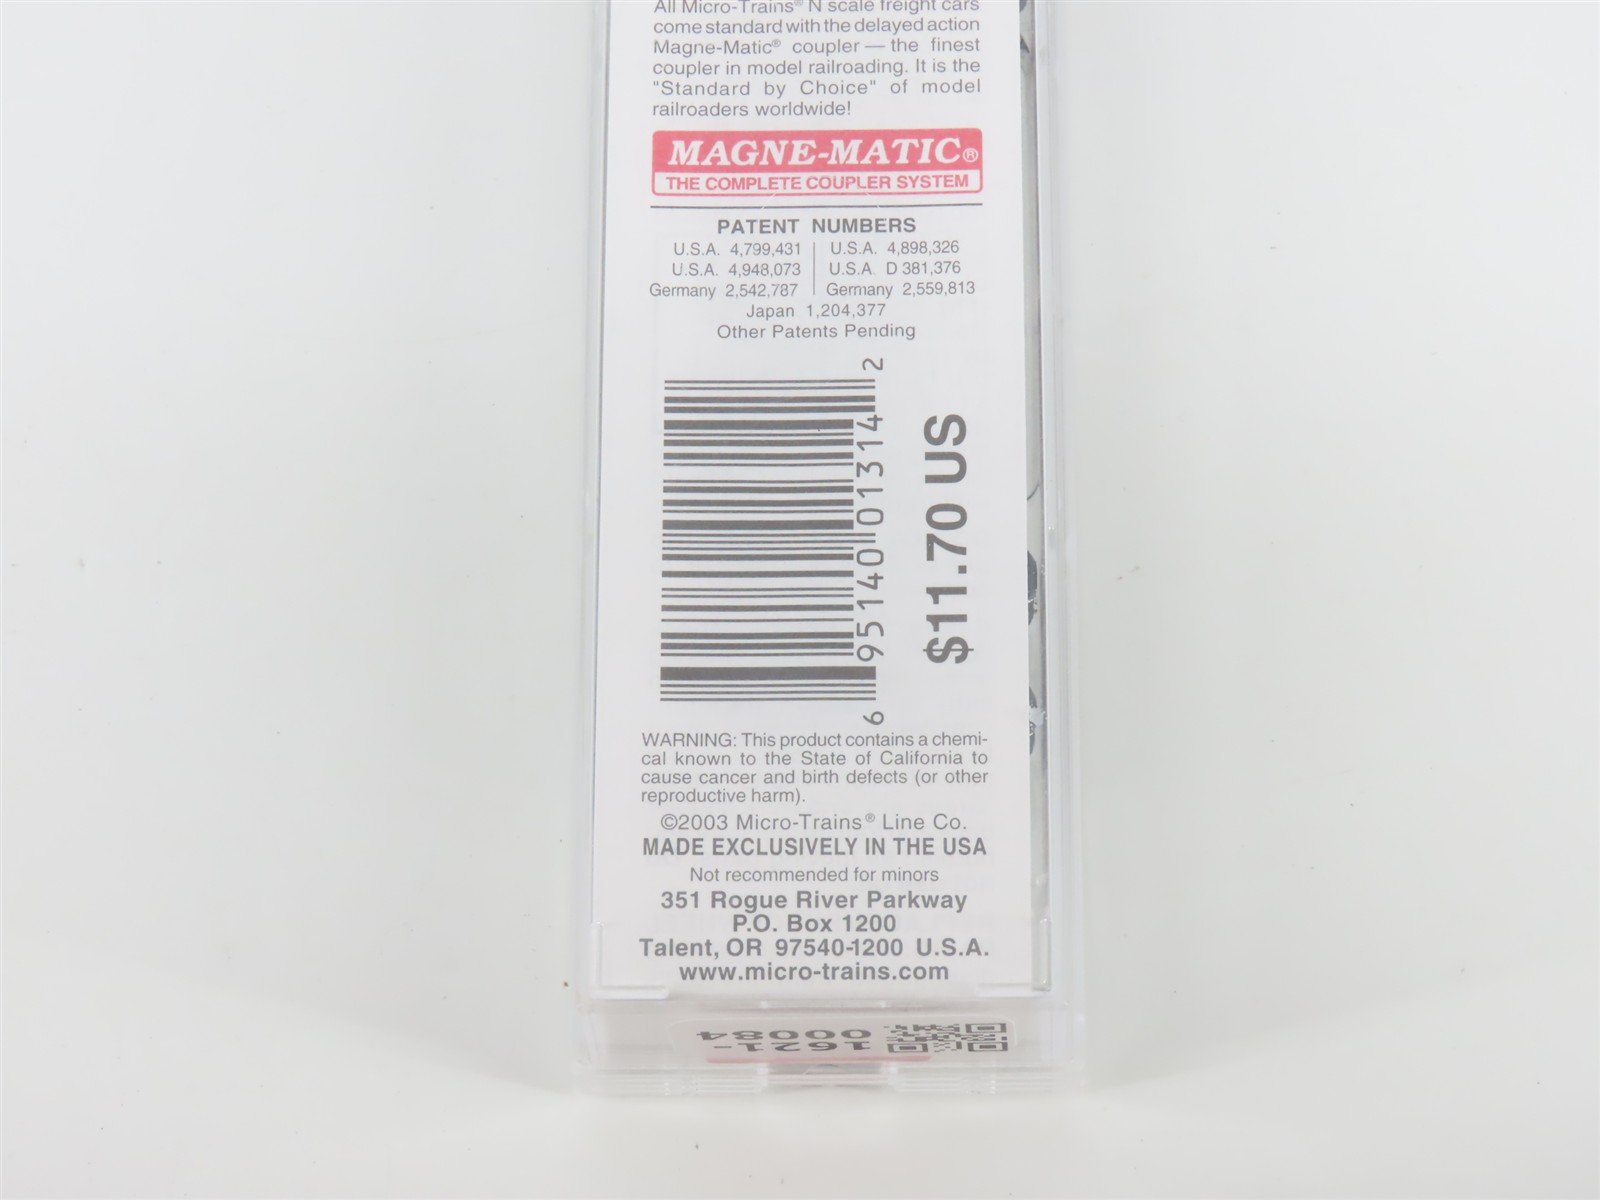 All Micro-Trains® N scale freight cars
come standard with the delayed action
Magne-Matic® coupler — the finest
coupler in model railroading. It is the
"Standard by Choice" of model
railroaders worldwide!
MAGNE-MATIC®
THE COMPLETE COUPLER SYSTEM
PATENT NUMBERS
U.S.A. 4,799,431 | U.S.A. 4,898,326
U.S.A. 4,948,073 | U.S.A. D 381,376
Germany 2,542,787 | Germany 2,559,813
Japan 1,204,377
Other Patents Pending
6 95140 01314 2
$11.70 US
WARNING: This product contains a chemi-
cal known to the State of California to
cause cancer and birth defects (or other
reproductive harm).
©2003 Micro-Trains® Line Co.
MADE EXCLUSIVELY IN THE USA
Not recommended for minors
351 Rogue River Parkway
P.O. Box 1200
Talent, OR 97540-1200 U.S.A.
www.micro-trains.com
1621-
00084